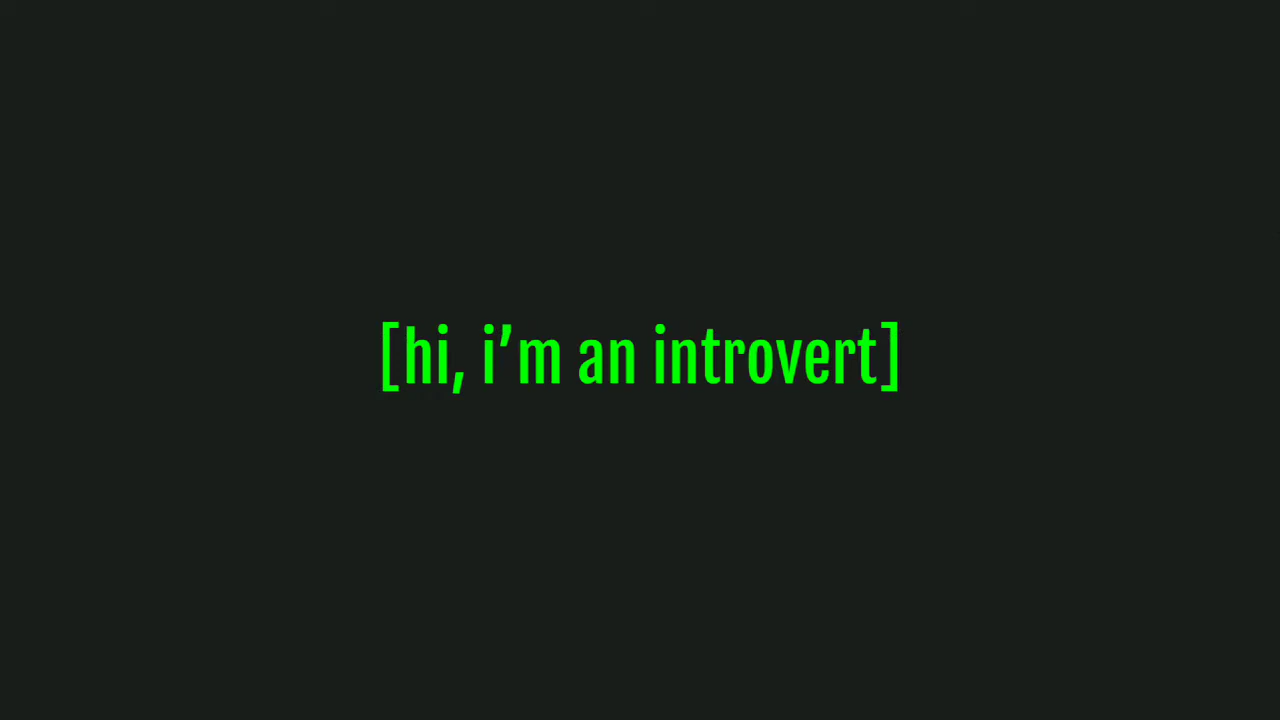 [hi, i’m an introvert]